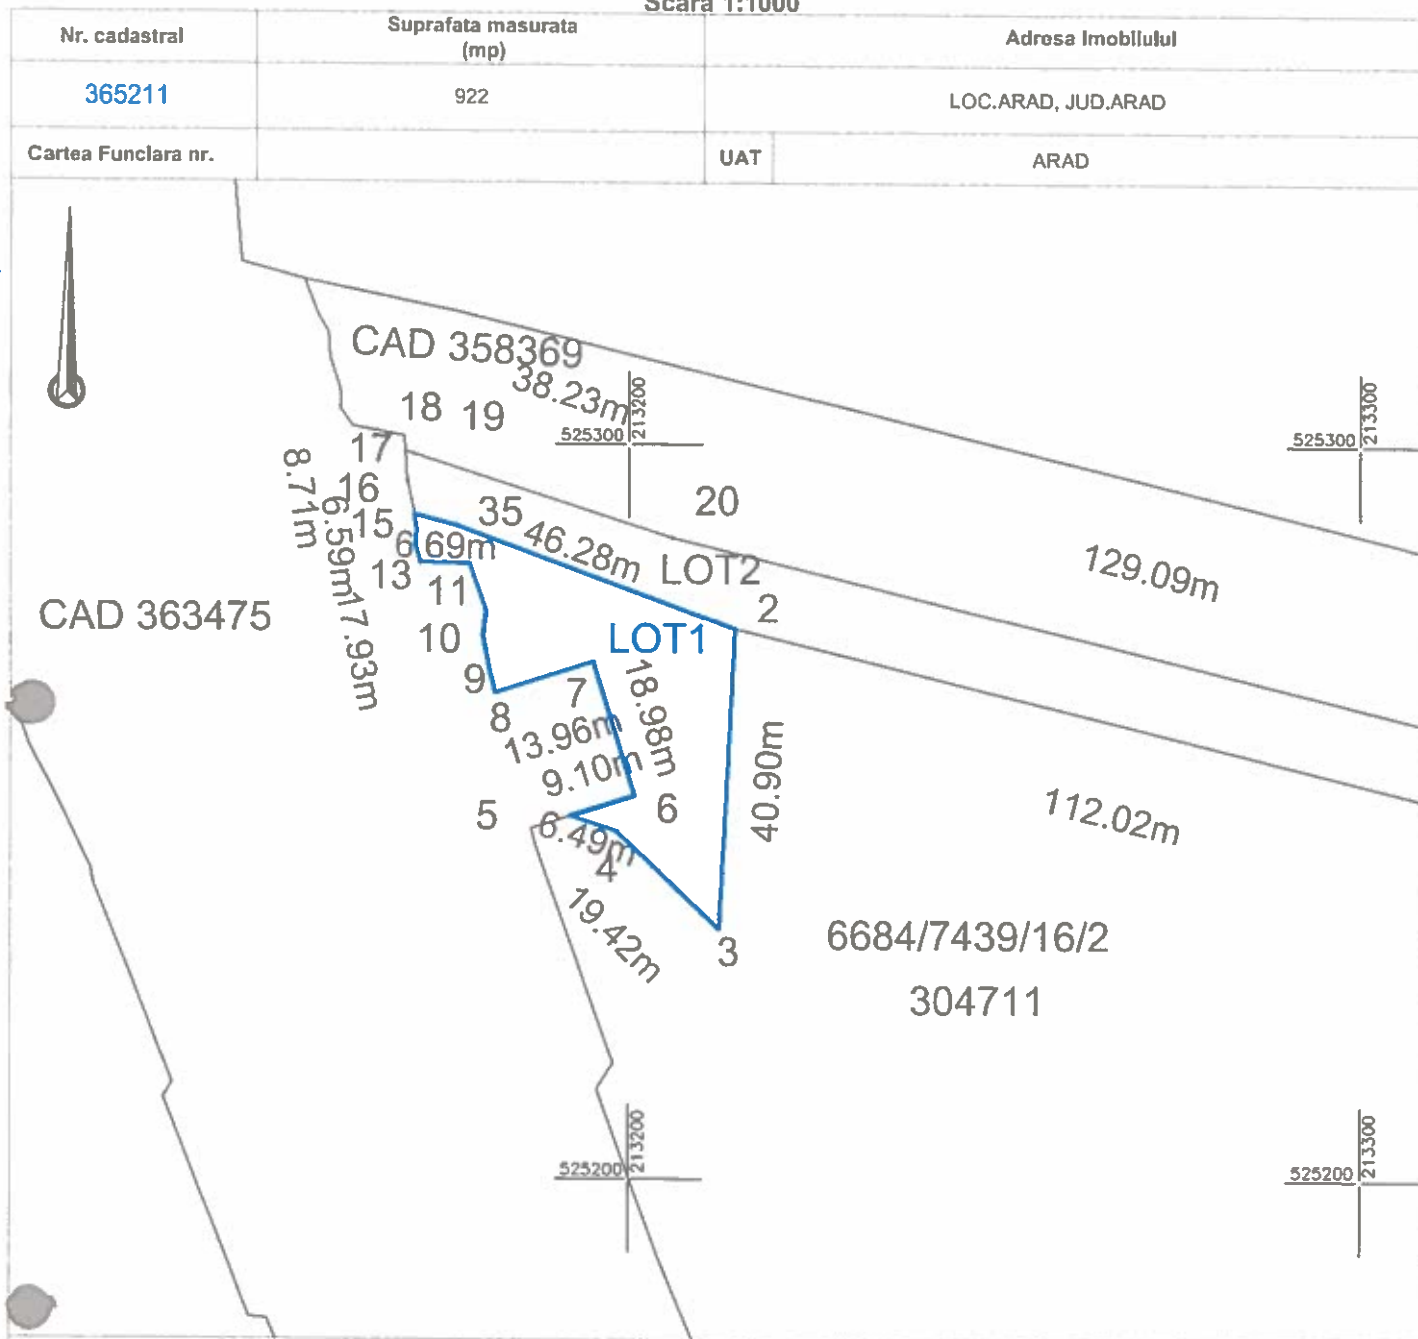 Scara 1:1000
Nr. cadastral
Suprafata masurata
(mp)
Adresa Imobilului
365211
922
LOC.ARAD, JUD.ARAD
Cartea Funciara nr.
UAT
ARAD
CAD 358369
38.23m
18
19
213200
525300
213300
525300
17
8.71m
16
6.59m
15
35
20
6.69m
46.28m
LOT2
129.09m
13
11
2
CAD 363475
17.93m
10
LOT1
9
7
18.98m
8
13.96m
9.10m
40.90m
5
6
112.02m
6.49m
4
19.42m
3
6684/7439/16/2
304711
213200
525200
213300
525200